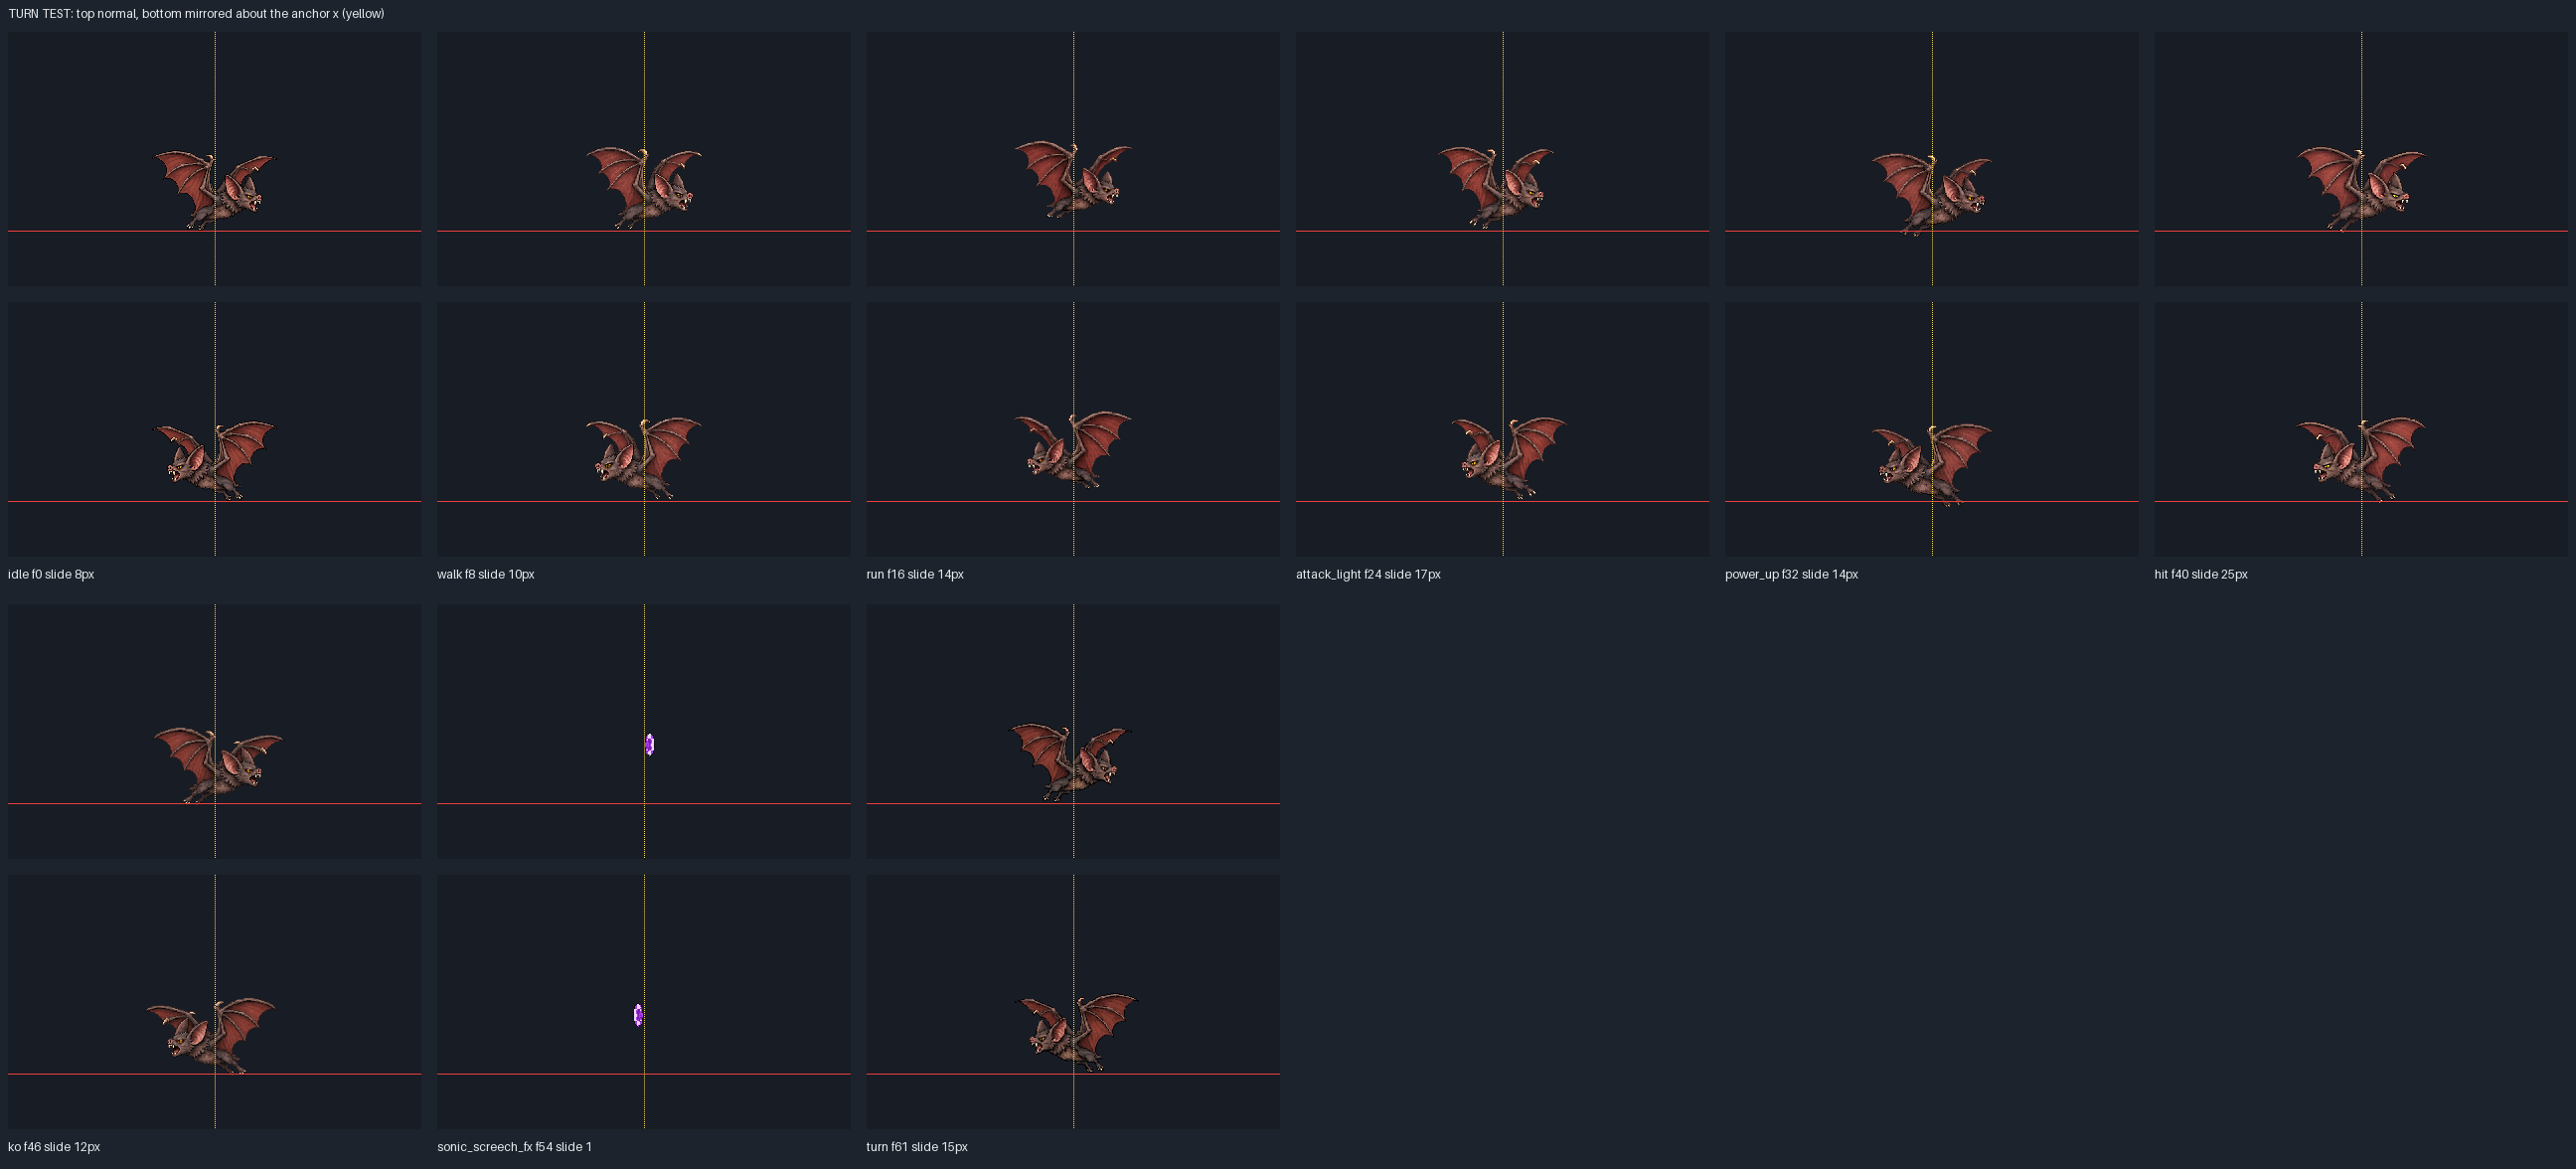 TURN TEST: top normal, bottom mirrored about the anchor x (yellow)
idle f0 slide 8px
walk f8 slide 10px
run f16 slide 14px
attack_light f24 slide 17px
power_up f32 slide 14px
hit f40 slide 25px
ko f46 slide 12px
sonic_screech_fx f54 slide 1
turn f61 slide 15px